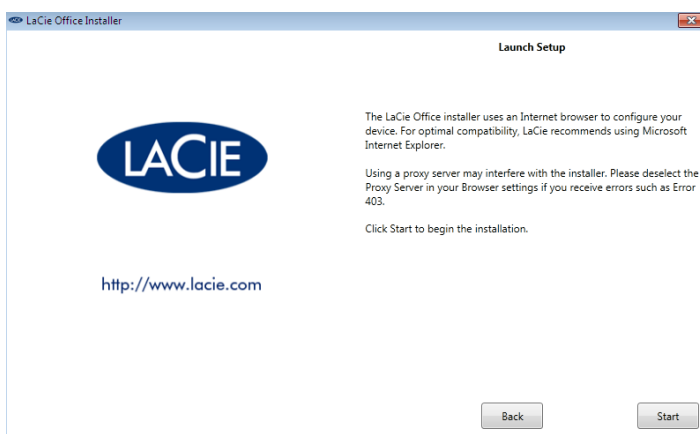 LaCie Office Installer
Launch Setup
The LaCie Office installer uses an Internet browser to configure your
device. For optimal compatibility, LaCie recommends using Microsoft
Internet Explorer.
Using a proxy server may interfere with the installer. Please deselect the
Proxy Server in your Browser settings if you receive errors such as Error
403.
Click Start to begin the installation.
LACIE
http://www.lacie.com
Back
Start